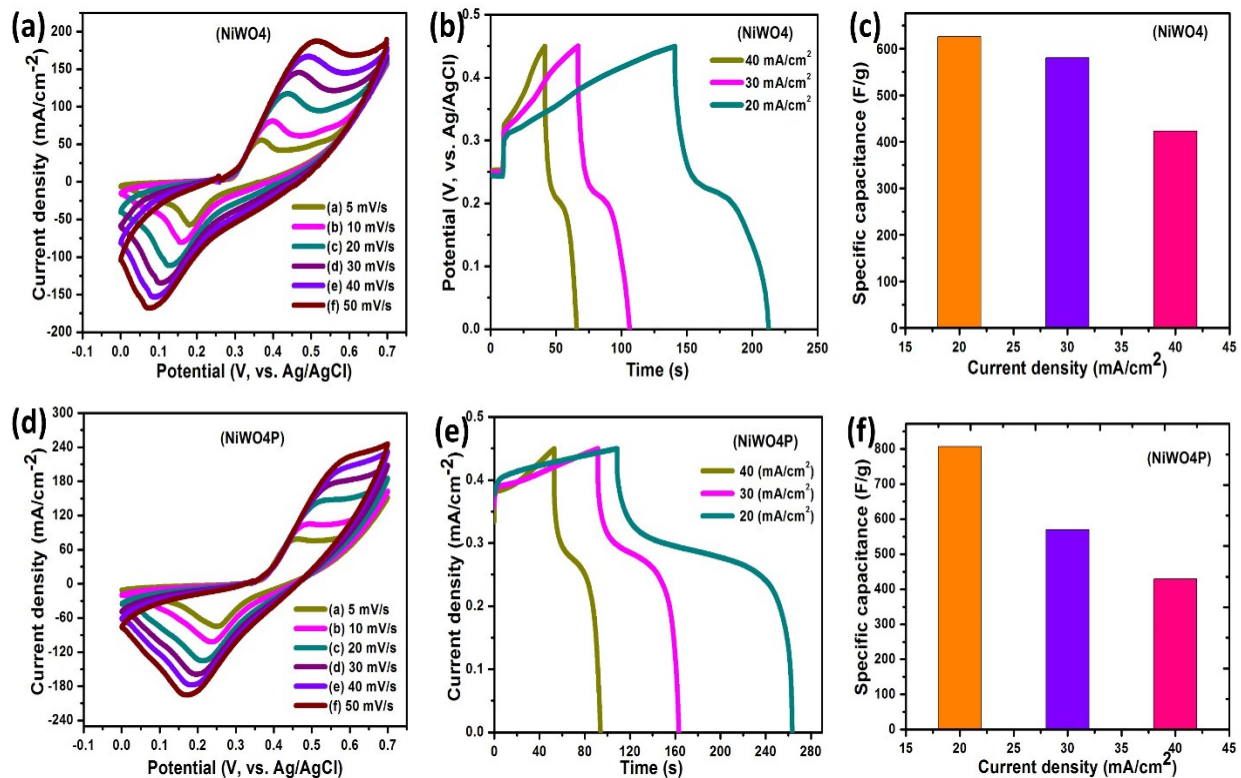 (a)
(NiWO4)
Current density (mA/cm⁻²)
200
150
100
50
0
-50
-100
-150
-200
(a) 5 mV/s
(b) 10 mV/s
(c) 20 mV/s
(d) 30 mV/s
(e) 40 mV/s
(f) 50 mV/s
-0.1 0.0 0.1 0.2 0.3 0.4 0.5 0.6 0.7
Potential (V, vs. Ag/AgCl)
(b)
(NiWO4)
Potential (V, vs. Ag/AgCl)
0.5
0.4
0.3
0.2
0.1
0.0
40 mA/cm²
30 mA/cm²
20 mA/cm²
0 50 100 150 200 250
Time (s)
(c)
(NiWO4)
Specific capacitance (F/g)
600
500
400
300
200
100
0
15 20 25 30 35 40 45
Current density (mA/cm²)
(d)
(NiWO4P)
Current density (mA/cm⁻²)
300
240
180
120
60
0
-60
-120
-180
-240
(a) 5 mV/s
(b) 10 mV/s
(c) 20 mV/s
(d) 30 mV/s
(e) 40 mV/s
(f) 50 mV/s
-0.1 0.0 0.1 0.2 0.3 0.4 0.5 0.6 0.7
Potential (V, vs. Ag/AgCl)
(e)
(NiWO4P)
Current density (mA/cm⁻²)
0.5
0.4
0.3
0.2
0.1
0.0
40 (mA/cm²)
30 (mA/cm²)
20 (mA/cm²)
0 40 80 120 160 200 240 280
Time (s)
(f)
(NiWO4P)
Specific capacitance (F/g)
800
700
600
500
400
300
200
100
0
15 20 25 30 35 40 45
Current density (mA/cm²)